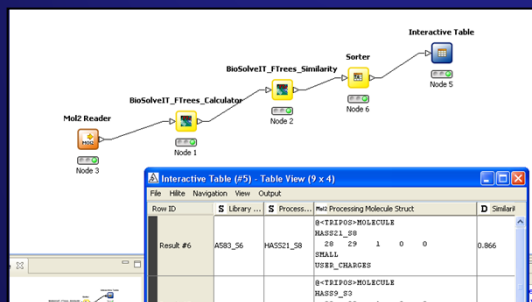 Interactive Table
Node 5
Sorter
Node 6
BioSolveIT_FTrees_Similarity
Node 2
BioSolveIT_FTrees_Calculator
Node 1
Mol2 Reader
MOL2
Node 3
Interactive Table (#5) - Table View (9 x 4)
File Hilite Navigation View Output
Row ID S Library ... S Process... Mol2 Processing Molecule Struct D Similari
@<TRIPOS>MOLECULE
HASS21_S8
Result #6 A583_S6 HASS21_S8 28 29 1 0 0 0.866
SMALL
USER_CHARGES
@<TRIPOS>MOLECULE
HASS9_S3